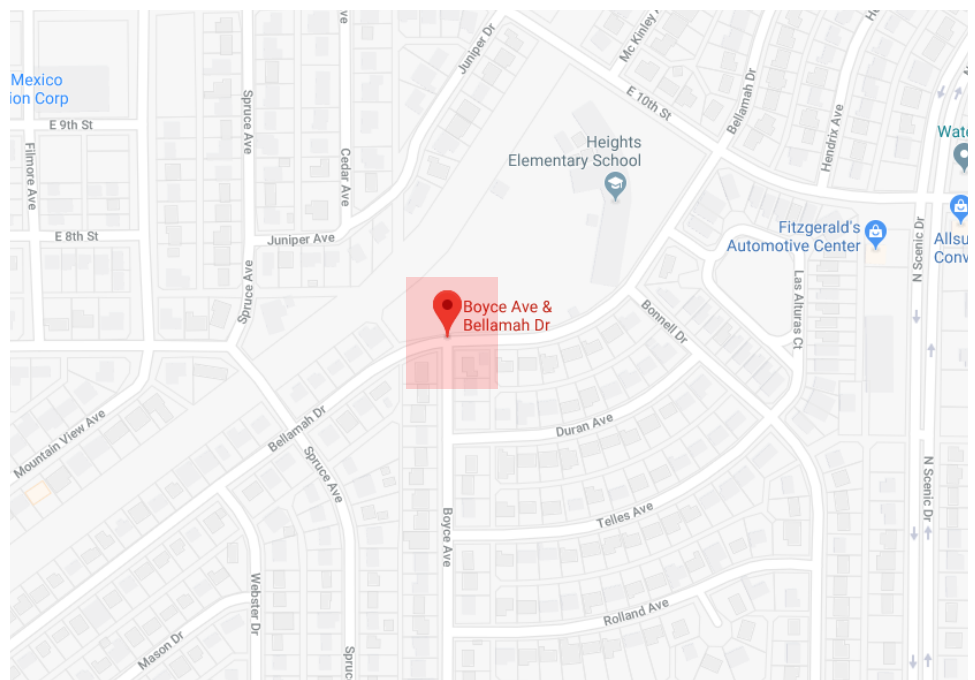 Mexico
ion Corp
E 9th St
Filmore Ave
E 8th St
Spruce Ave
Cedar Ave
ve
Juniper Dr
Juniper Ave
Spruce Ave
Mc Kinley
E 10th St
Bellamah Dr
Hendrix Ave
Heights
Elementary School
Wate
Fitzgerald's
Automotive Center
Allsu
Conv
N Scenic Dr
Las Alturas Ct
Boyce Ave &
Bellamah Dr
Bonnell Dr
Mountain View Ave
Bellamah Dr
Spruce Ave
Duran Ave
N Scenic Dr
Boyce Ave
Telles Ave
Webster Dr
Rolland Ave
Mason Dr
Spruc